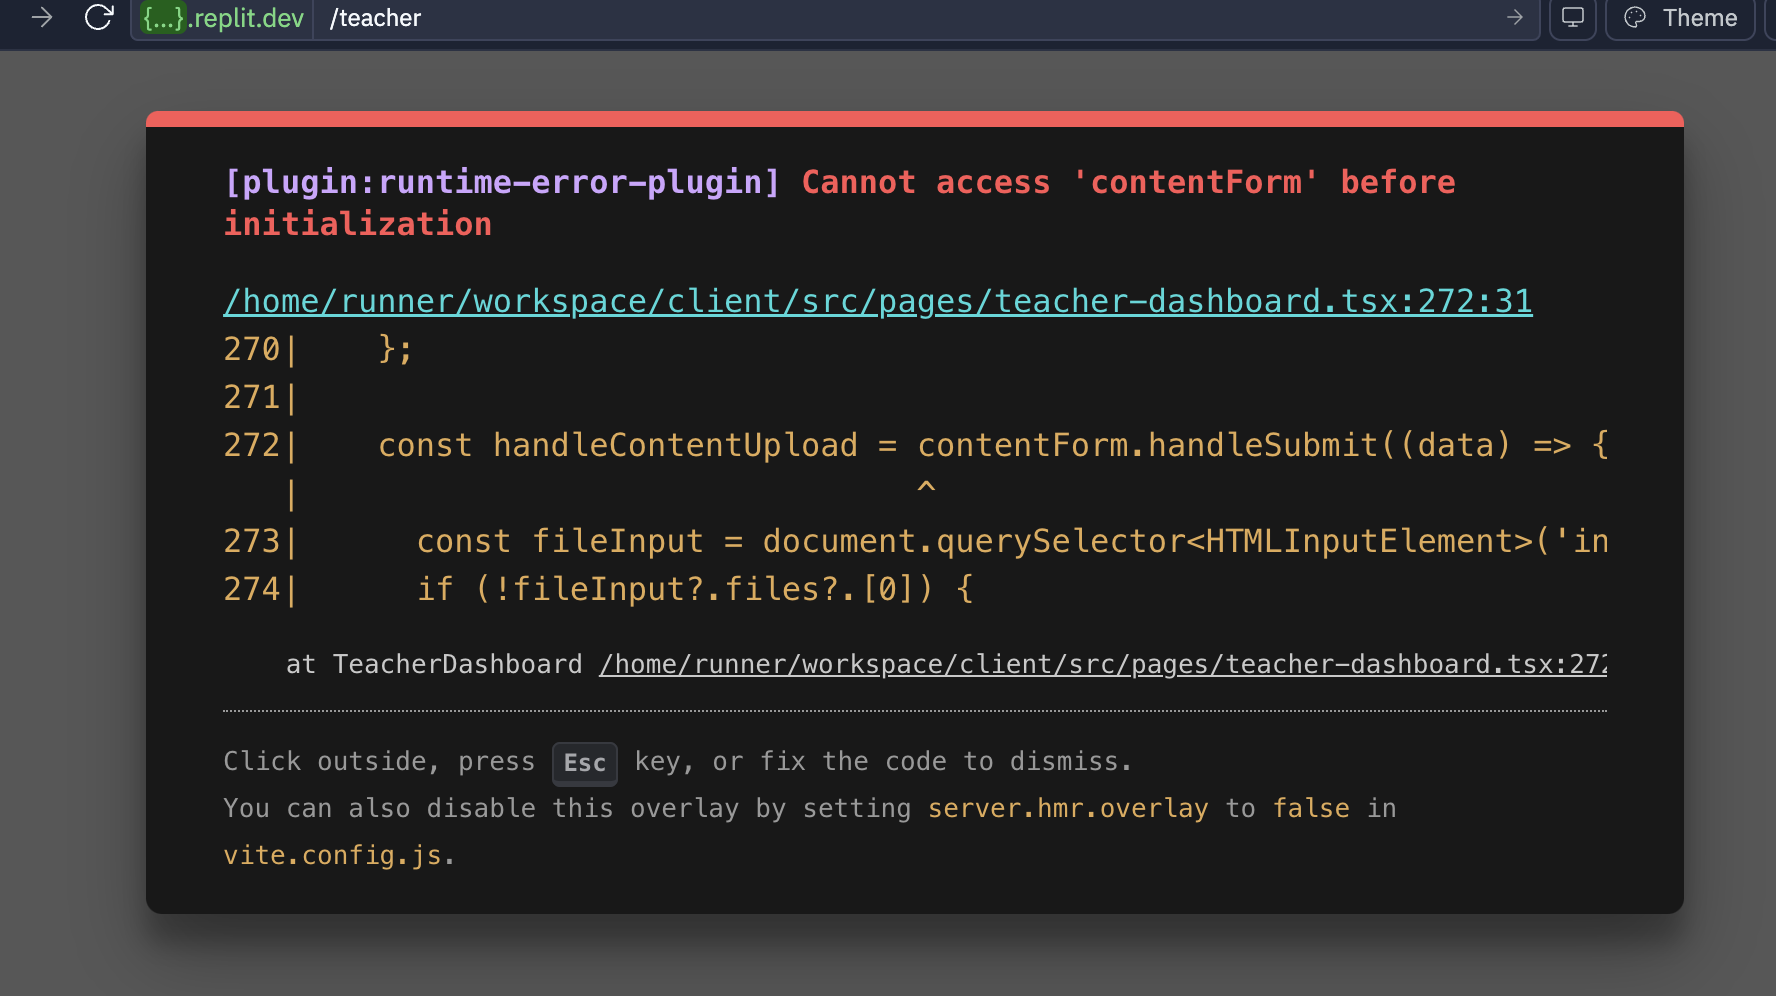 {...}.replit.dev /teacher Theme
[plugin:runtime-error-plugin] Cannot access 'contentForm' before
initialization
/home/runner/workspace/client/src/pages/teacher-dashboard.tsx:272:31
270|    };
271|
272|    const handleContentUpload = contentForm.handleSubmit((data) => {
   |                                ^
273|      const fileInput = document.querySelector<HTMLInputElement>('in
274|      if (!fileInput?.files?.[0]) {
at TeacherDashboard /home/runner/workspace/client/src/pages/teacher-dashboard.tsx:272
Click outside, press Esc key, or fix the code to dismiss.
You can also disable this overlay by setting server.hmr.overlay to false in
vite.config.js.